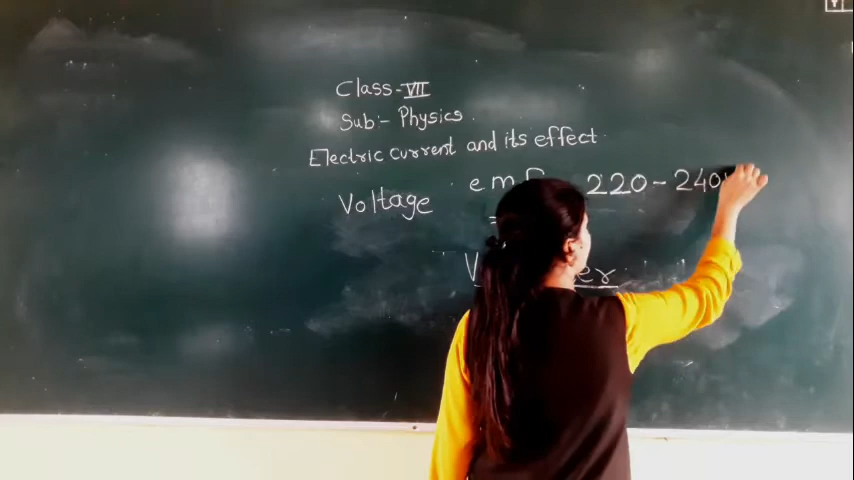 Class-VII
Sub:- Physics.
Electric current and its effect.
Voltage e m 220-240